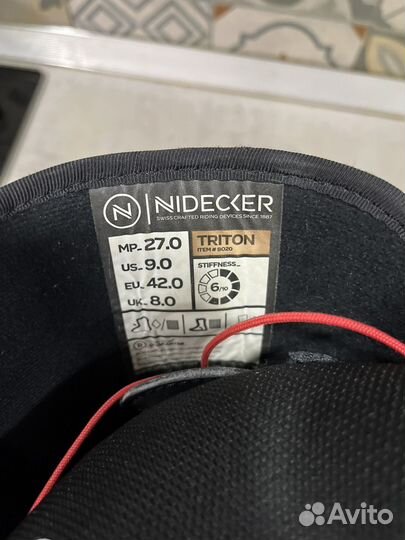 N | NIDECKER
SWISS CRAFTED RIDING DEVICES SINCE 1887
MP. 27.0
US. 9.0
EU. 42.0
UK. 8.0
TRITON
ITEM # 9020
STIFFNESS_
6/10
Avito